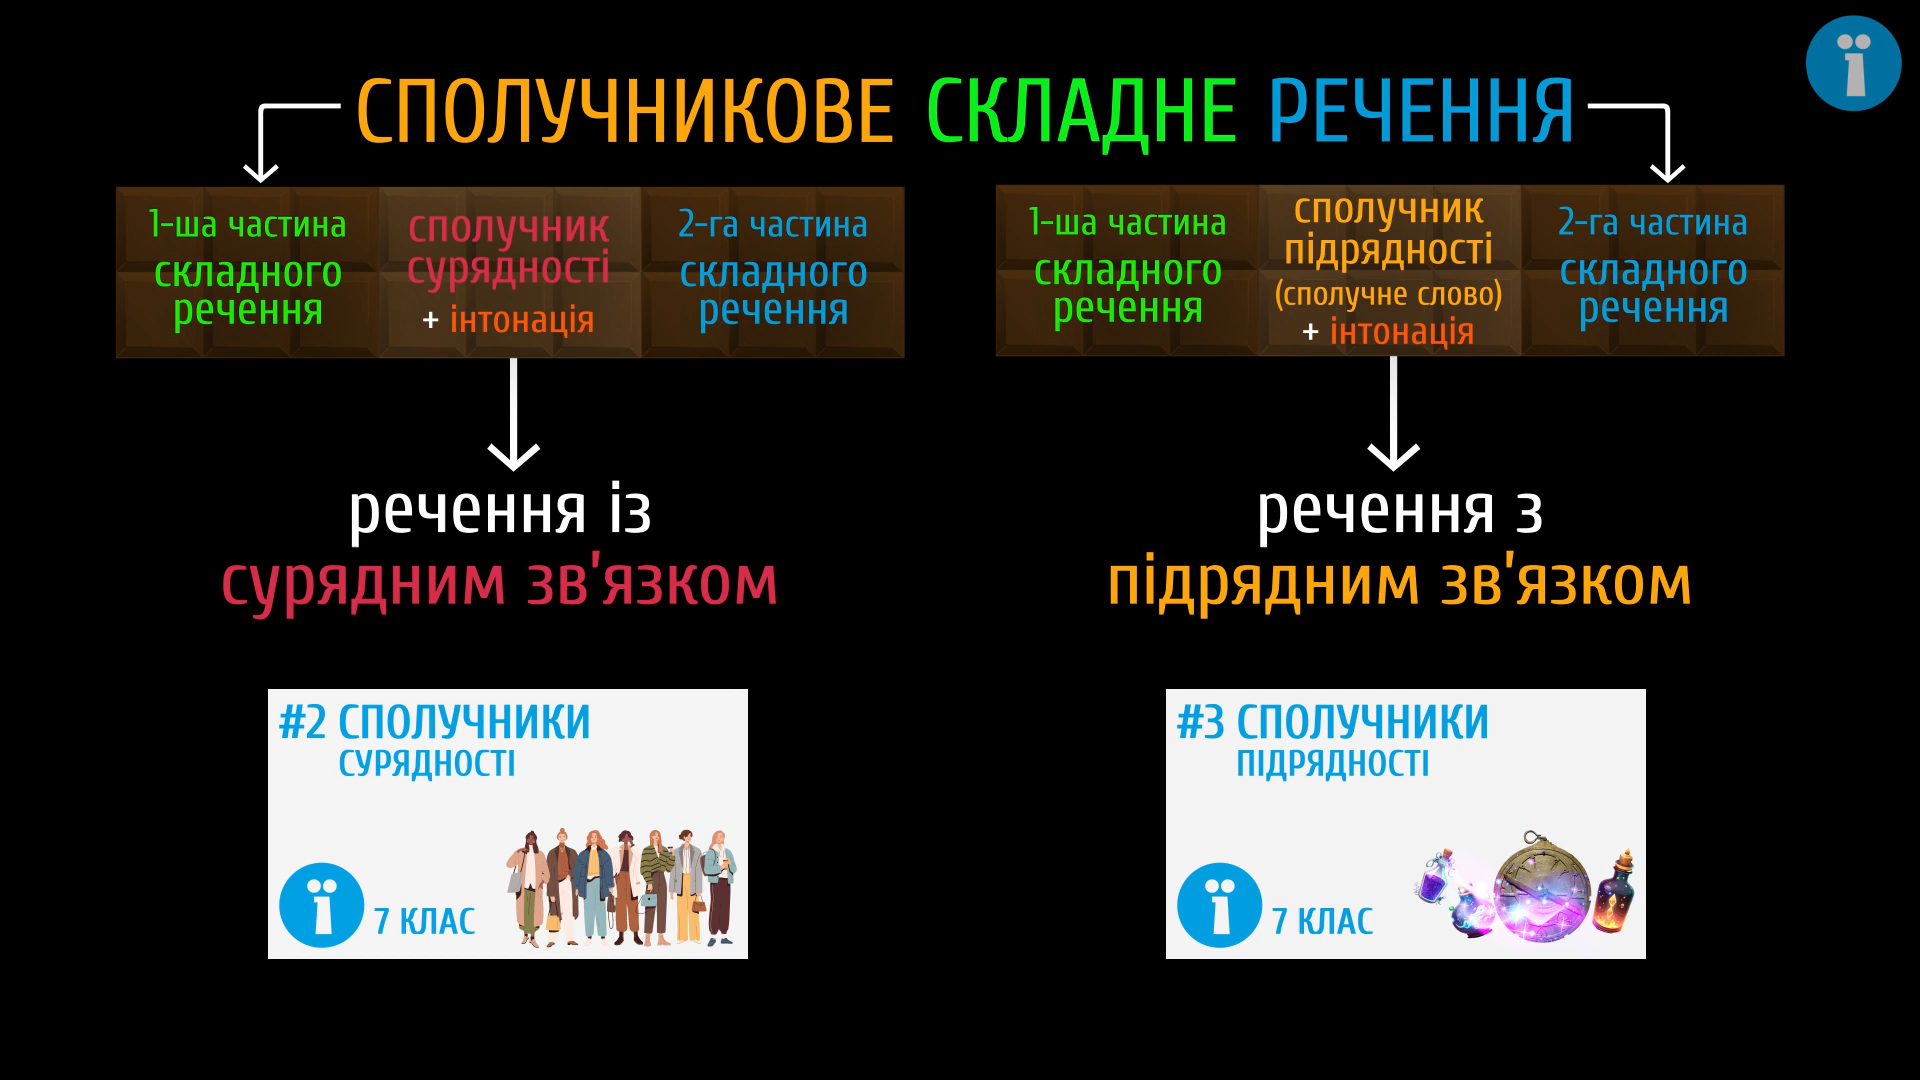 ї
СПОЛУЧНИКОВЕ СКЛАДНЕ РЕЧЕННЯ
1-ша частина
складного
речення
сполучник
сурядності
+ інтонація
2-га частина
складного
речення
1-ша частина
складного
речення
сполучник
підрядності
(сполучне слово)
+ інтонація
2-га частина
складного
речення
речення із
сурядним зв'язком
речення з
підрядним зв'язком
#2 СПОЛУЧНИКИ
СУРЯДНОСТІ
ї 7 КЛАС
#3 СПОЛУЧНИКИ
ПІДРЯДНОСТІ
ї 7 КЛАС